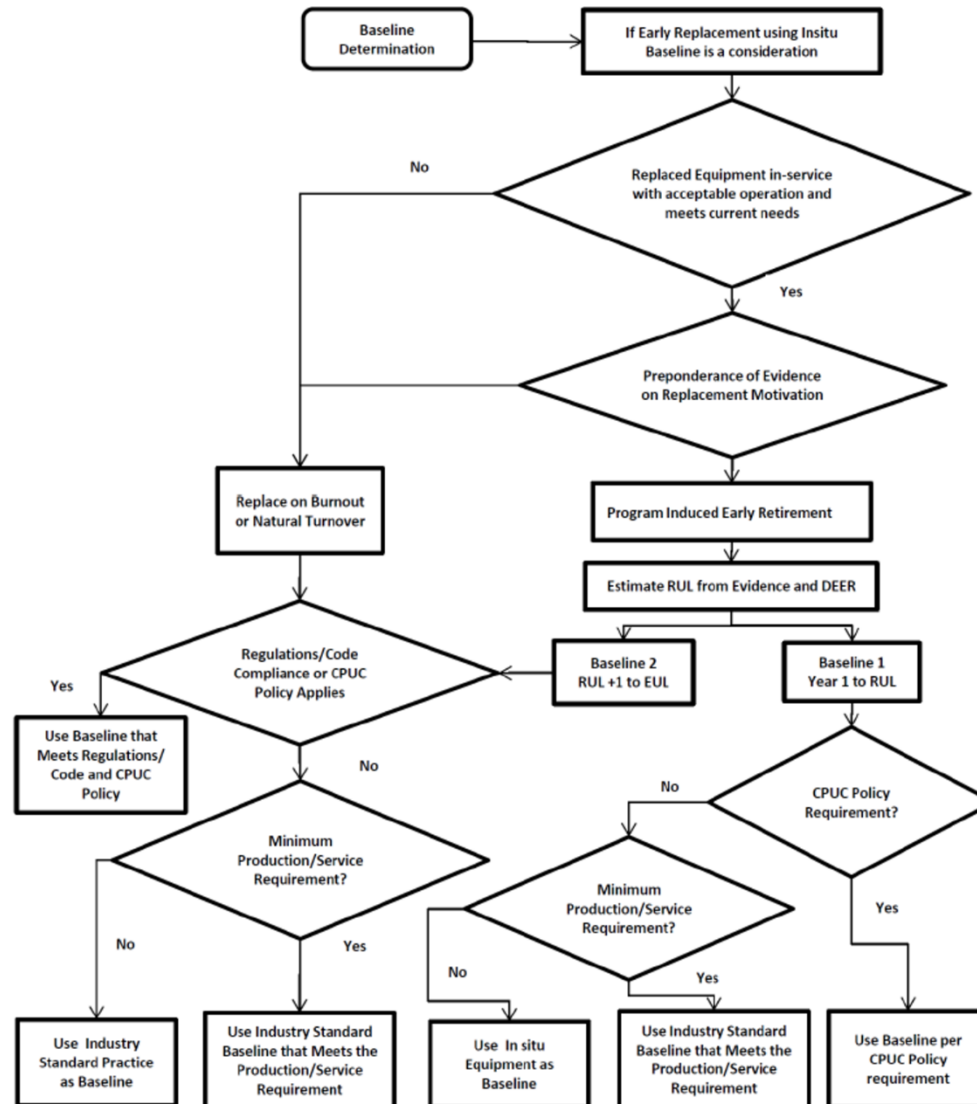 Baseline
Determination
If Early Replacement using Insitu
Baseline is a consideration
No
Replaced Equipment in-service
with acceptable operation and
meets current needs
Yes
Preponderance of Evidence
on Replacement Motivation
Replace on Burnout
or Natural Turnover
Program Induced Early Retirement
Estimate RUL from Evidence and DEER
Regulations/Code
Compliance or CPUC
Policy Applies
Baseline 2
RUL +1 to EUL
Baseline 1
Year 1 to RUL
Yes
Use Baseline that
Meets Regulations/
Code and CPUC
Policy
No
No
CPUC Policy
Requirement?
Minimum
Production/Service
Requirement?
Minimum
Production/Service
Requirement?
Yes
No
Yes
No
Yes
Use Industry
Standard Practice
as Baseline
Use Industry Standard
Baseline that Meets the
Production/Service
Requirement
Use In situ
Equipment as
Baseline
Use Industry Standard
Baseline that Meets the
Production/Service
Requirement
Use Baseline per
CPUC Policy
requirement